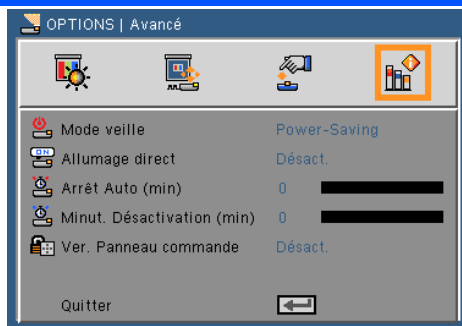 OPTIONS | Avancé
Mode veille Power-Saving
ON
Allumage direct Désact.
Arrêt Auto (min) 0
Minut. Désactivation (min) 0
Ver. Panneau commande Désact.
Quitter